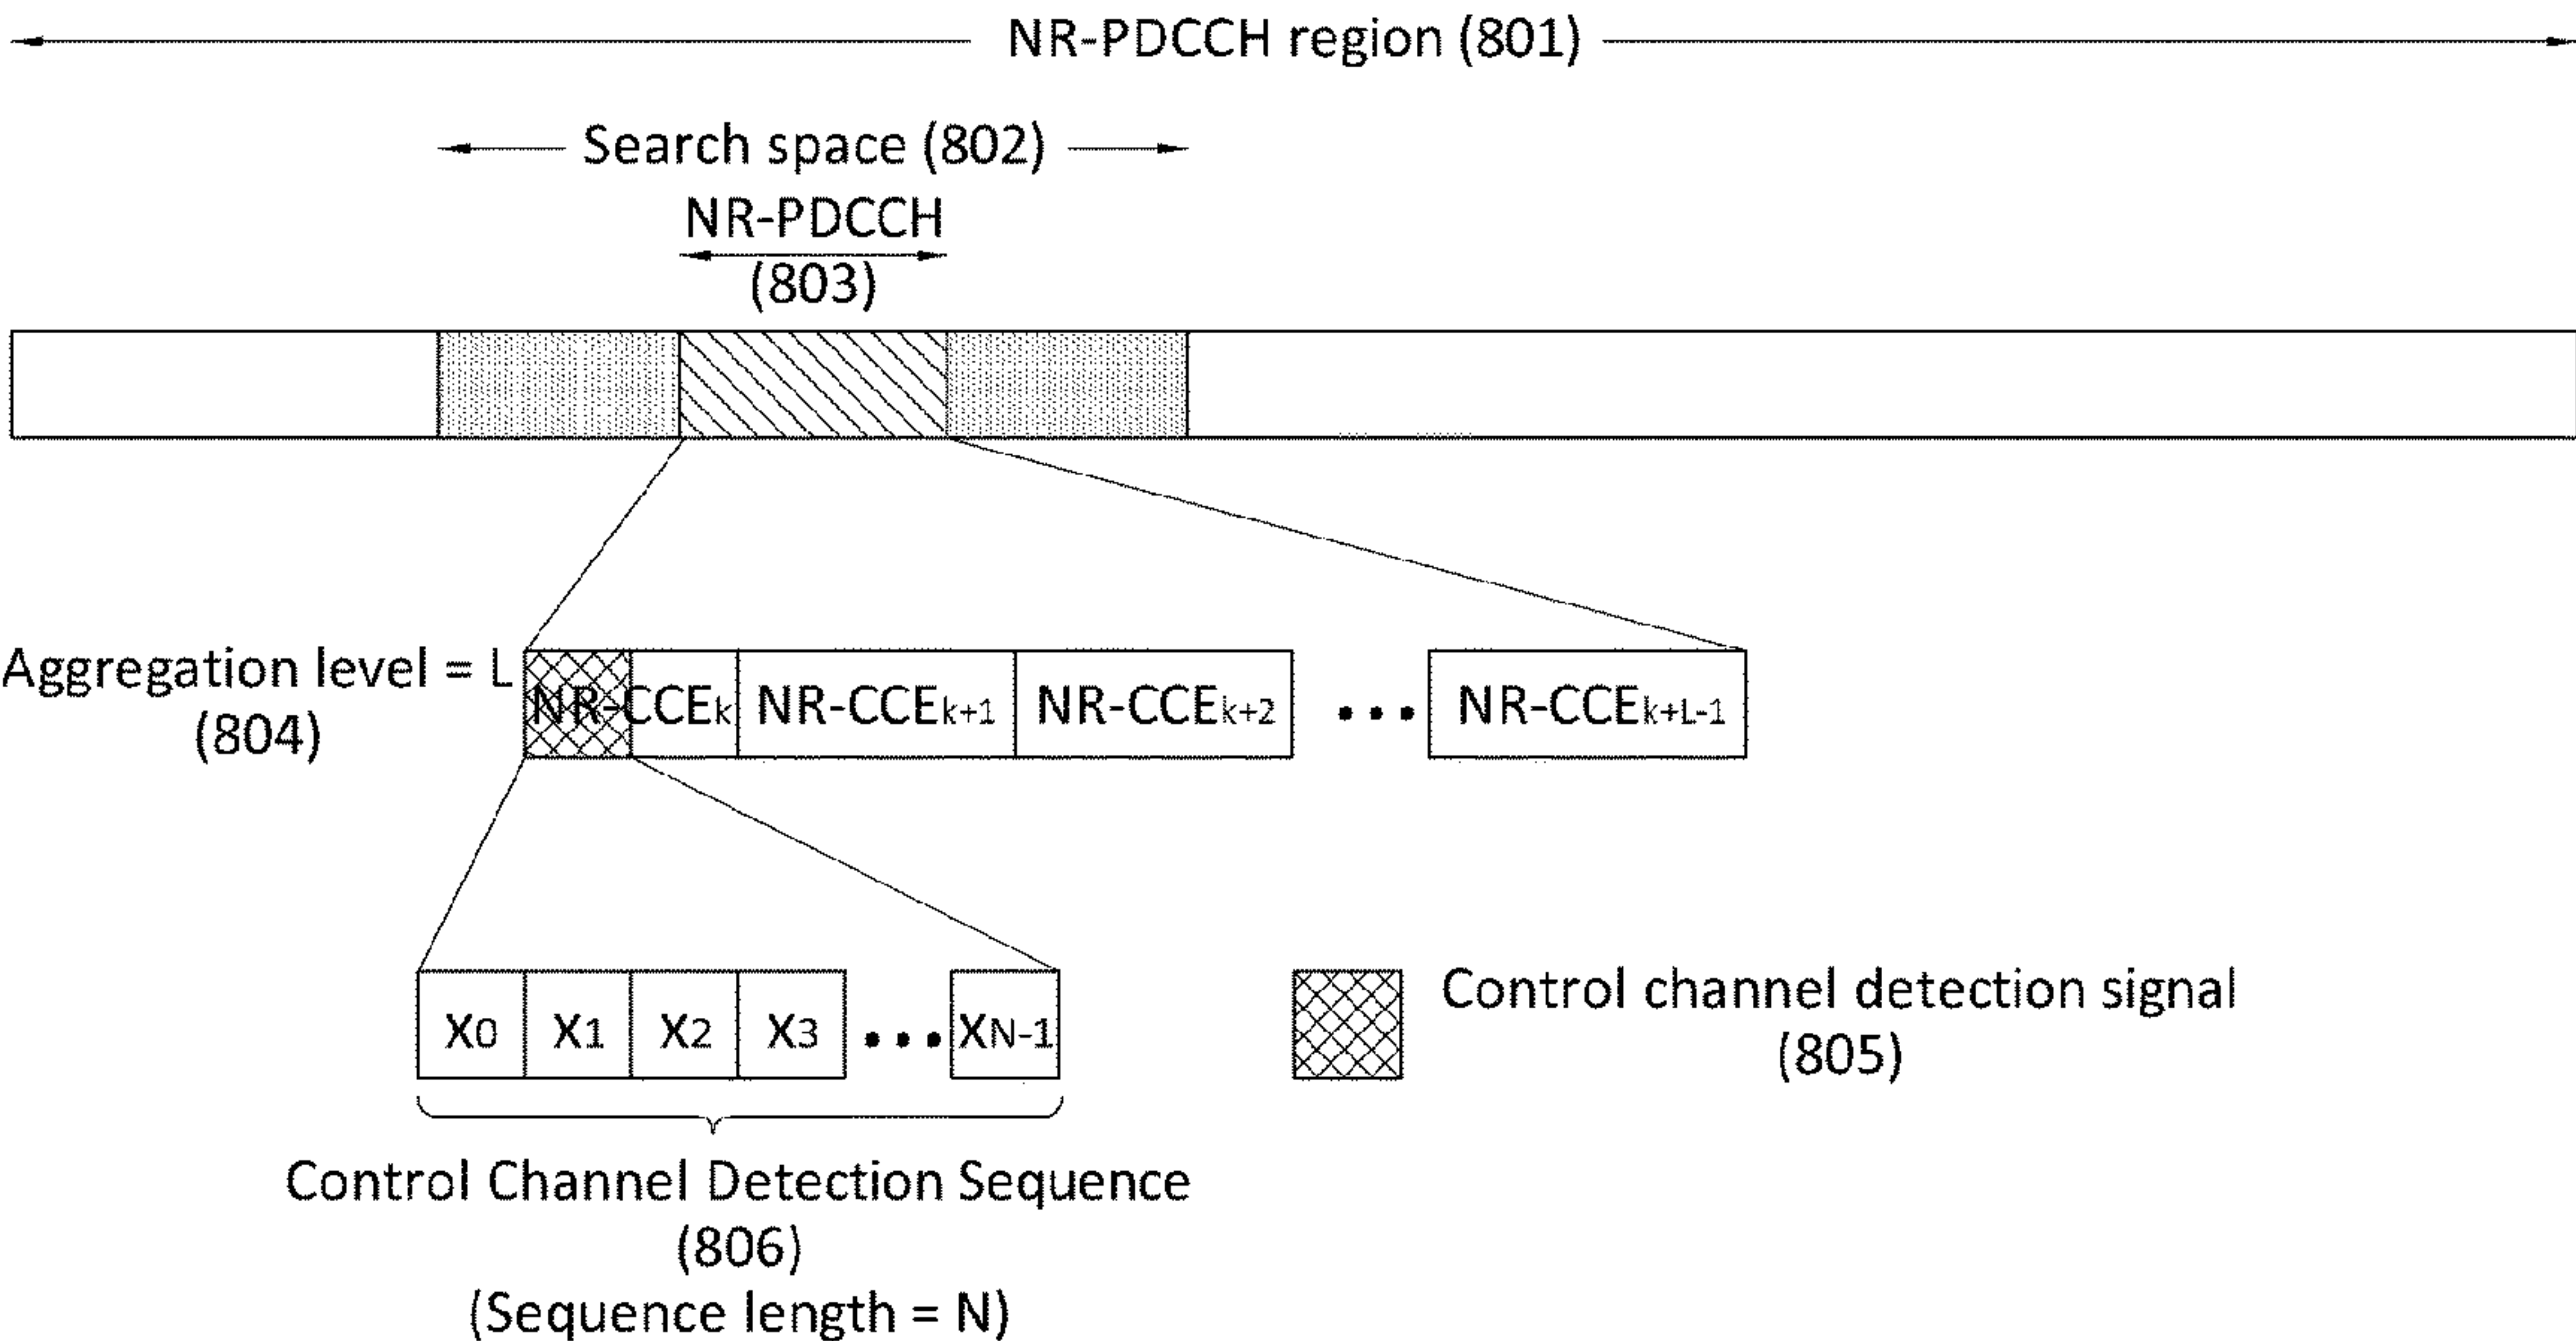 NR-PDCCH region (801)
Search space (802)
NR-PDCCH
(803)
Aggregation level = L
(804)
NR-CCEk NR-CCEk+1 NR-CCEk+2 ••• NR-CCEk+L-1
X0 X1 X2 X3 ••• XN-1
Control channel detection signal
(805)
Control Channel Detection Sequence
(806)
(Sequence length = N)